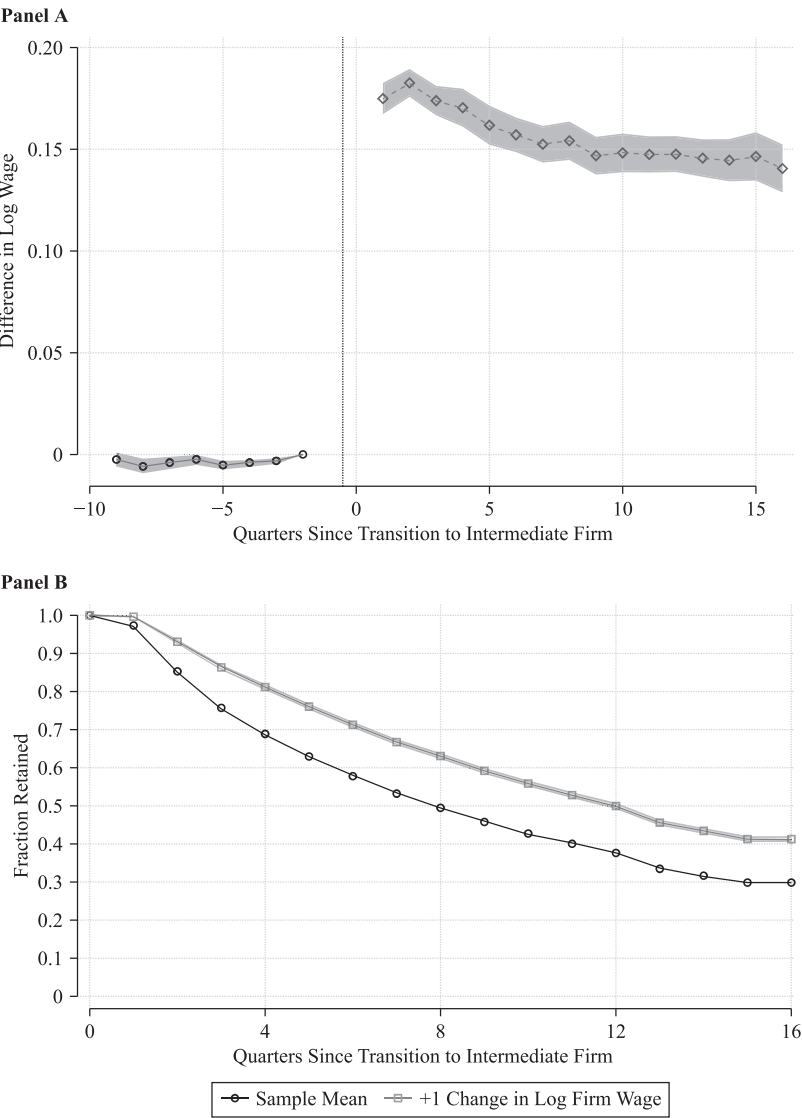 Panel A
Difference in Log Wage
0.20
0.15
0.10
0.05
0
−10 −5 0 5 10 15
Quarters Since Transition to Intermediate Firm
Panel B
Fraction Retained
1.0
0.9
0.8
0.7
0.6
0.5
0.4
0.3
0.2
0.1
0
0 4 8 12 16
Quarters Since Transition to Intermediate Firm
Sample Mean +1 Change in Log Firm Wage